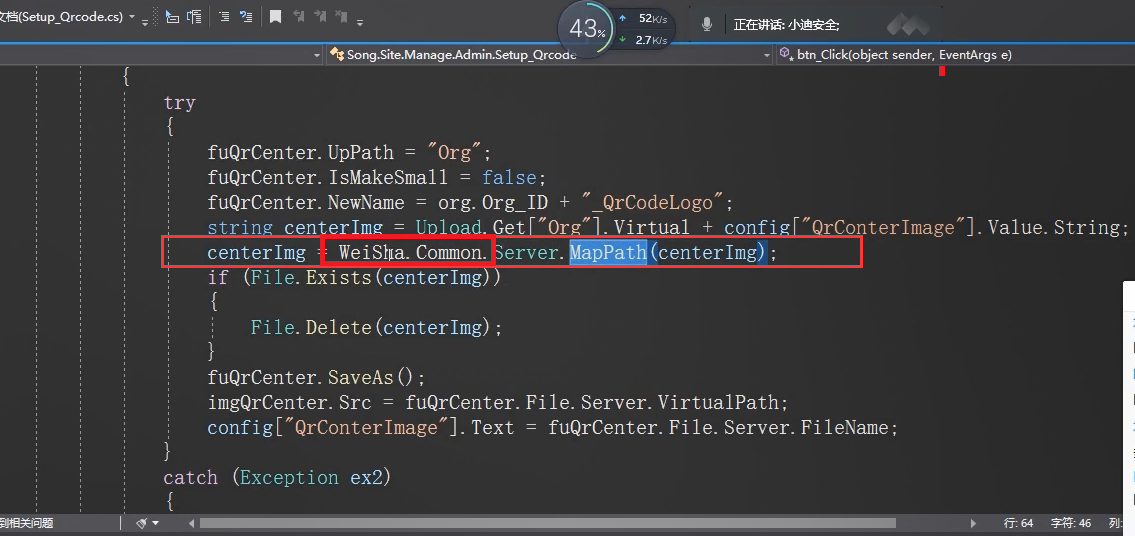 文档(Setup_Qrcode.cs)
43%
52K/s
2.7K/s
正在讲话: 小迪安全;
Song.Site.Manage.Admin.Setup_Qrcode
btn_Click(object sender, EventArgs e)
{
try
{
fuQrCenter.UpPath = "Org";
fuQrCenter.IsMakeSmall = false;
fuQrCenter.NewName = org.Org_ID + "_QrCodeLogo";
string centerImg = Upload.Get["Org"].Virtual + config["QrConterImage"].Value.String;
centerImg = WeiSha.Common.Server.MapPath(centerImg);
if (File.Exists(centerImg))
{
File.Delete(centerImg);
}
fuQrCenter.SaveAs();
imgQrCenter.Src = fuQrCenter.File.Server.VirtualPath;
config["QrConterImage"].Text = fuQrCenter.File.Server.FileName;
}
catch (Exception ex2)
{
到相关问题
行: 64
字符: 46
列: